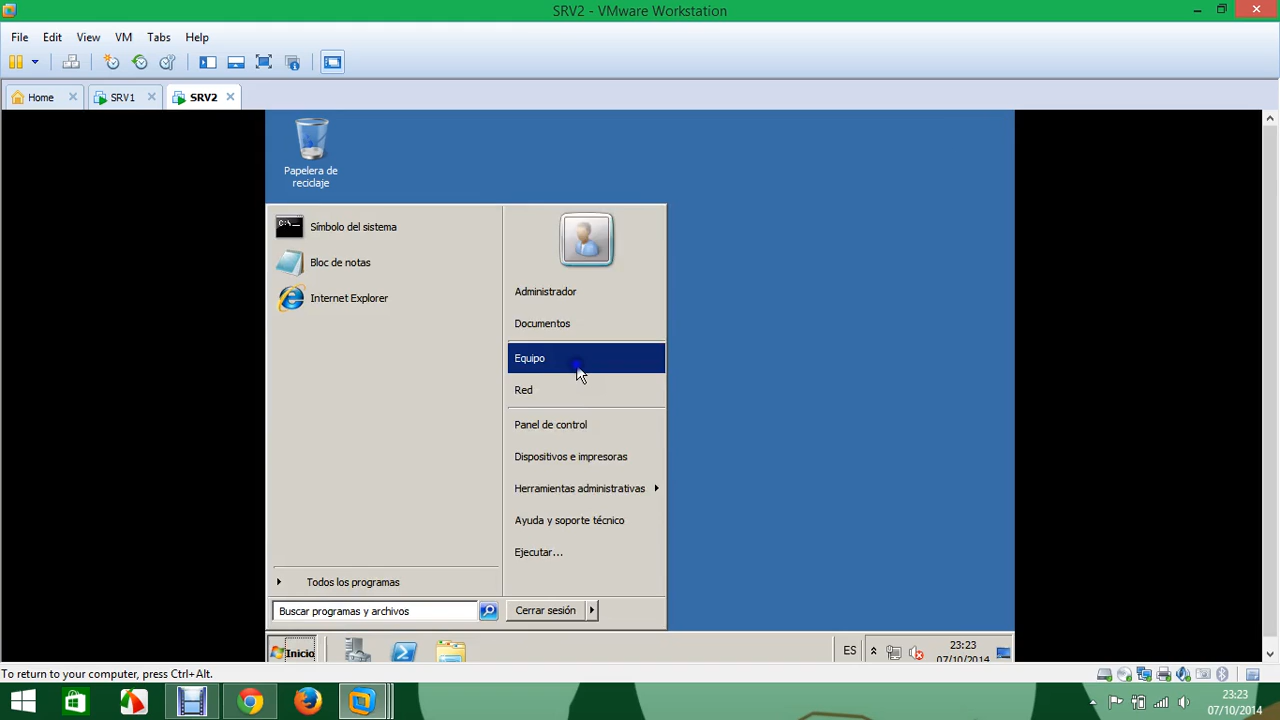 SRV2 - VMware Workstation
File Edit View VM Tabs Help
Home SRV1 SRV2
Papelera de
reciclaje
Símbolo del sistema
Bloc de notas
Internet Explorer
Todos los programas
Buscar programas y archivos
Administrador
Documentos
Equipo
Red
Panel de control
Dispositivos e impresoras
Herramientas administrativas
Ayuda y soporte técnico
Ejecutar...
Cerrar sesión
Inicio
ES
23:23
07/10/2014
To return to your computer, press Ctrl+Alt.
23:23
07/10/2014